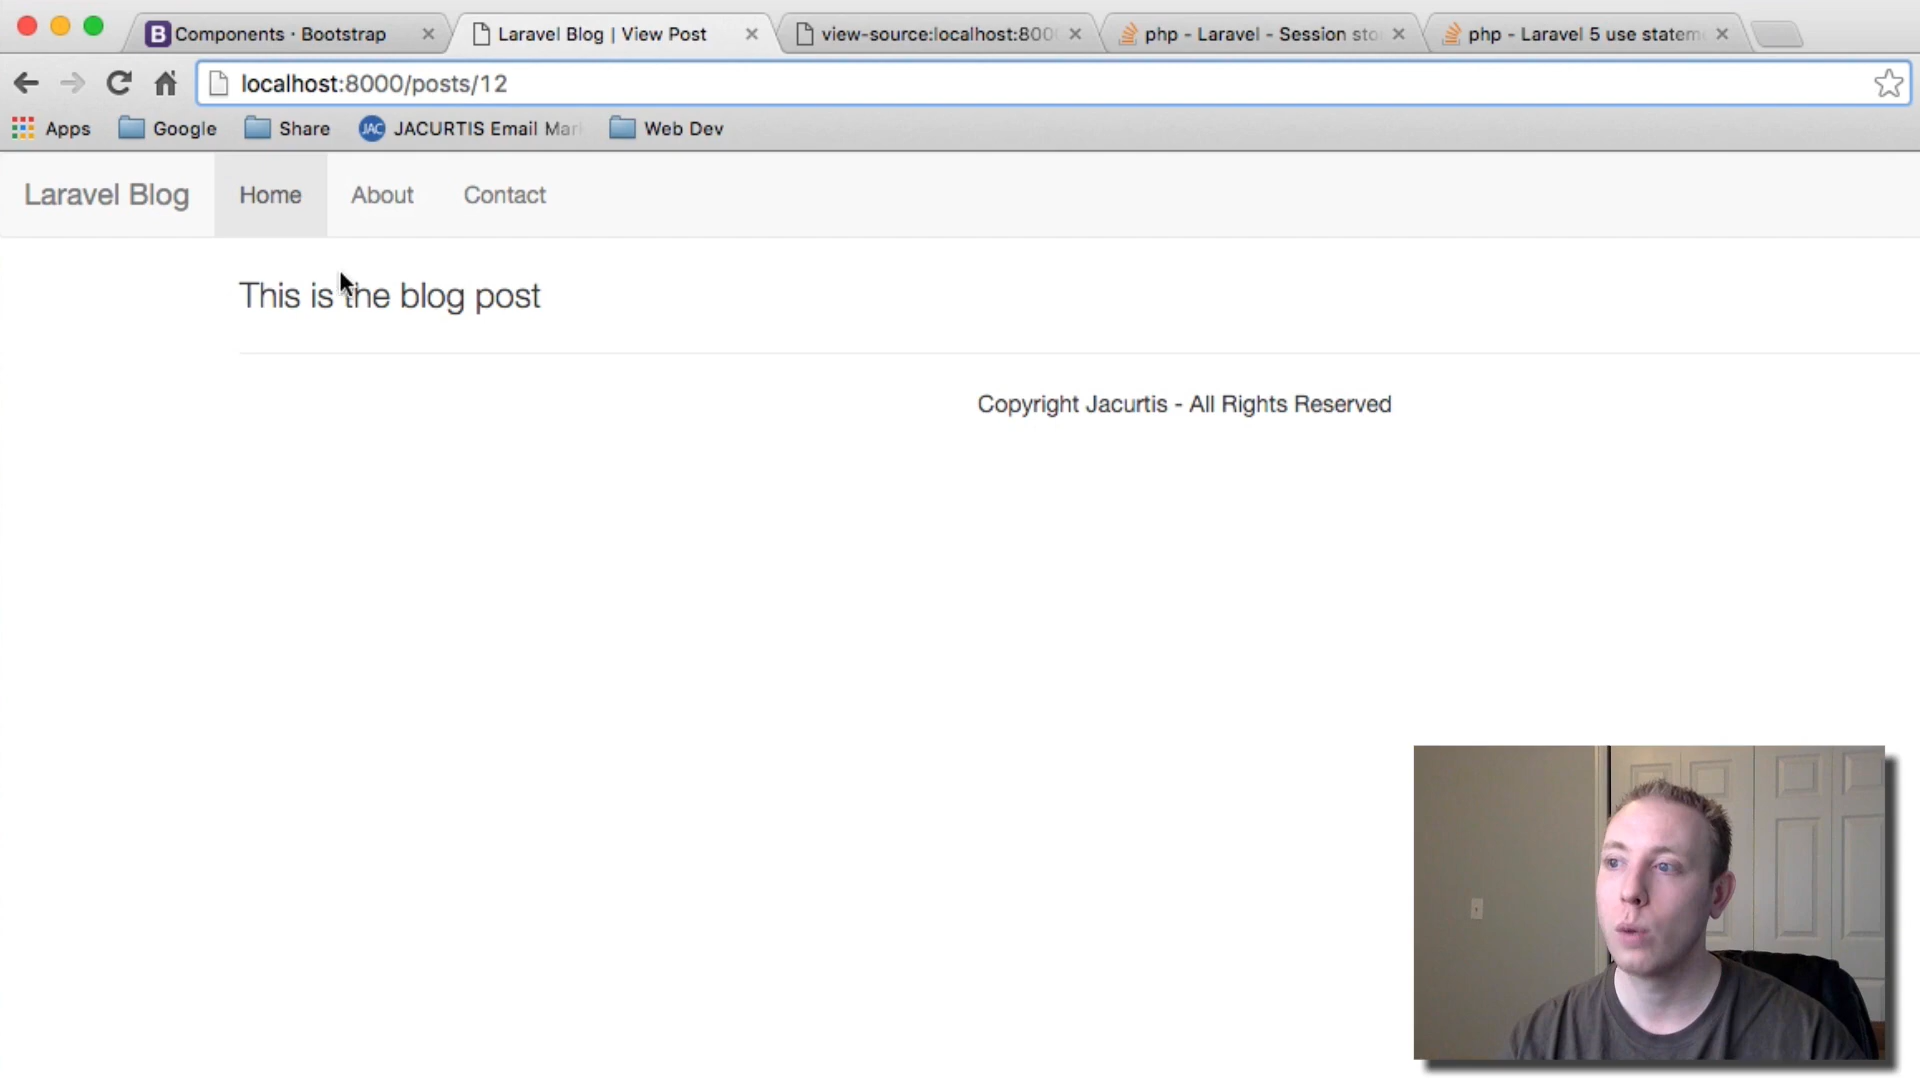 Components · Bootstrap
Laravel Blog | View Post
view-source:localhost:800
php - Laravel - Session sto
php - Laravel 5 use statem
localhost:8000/posts/12
Apps
Google
Share
JAC
JACURTIS Email Mar
Web Dev
Laravel Blog
Home
About
Contact
This is the blog post
Copyright Jacurtis - All Rights Reserved